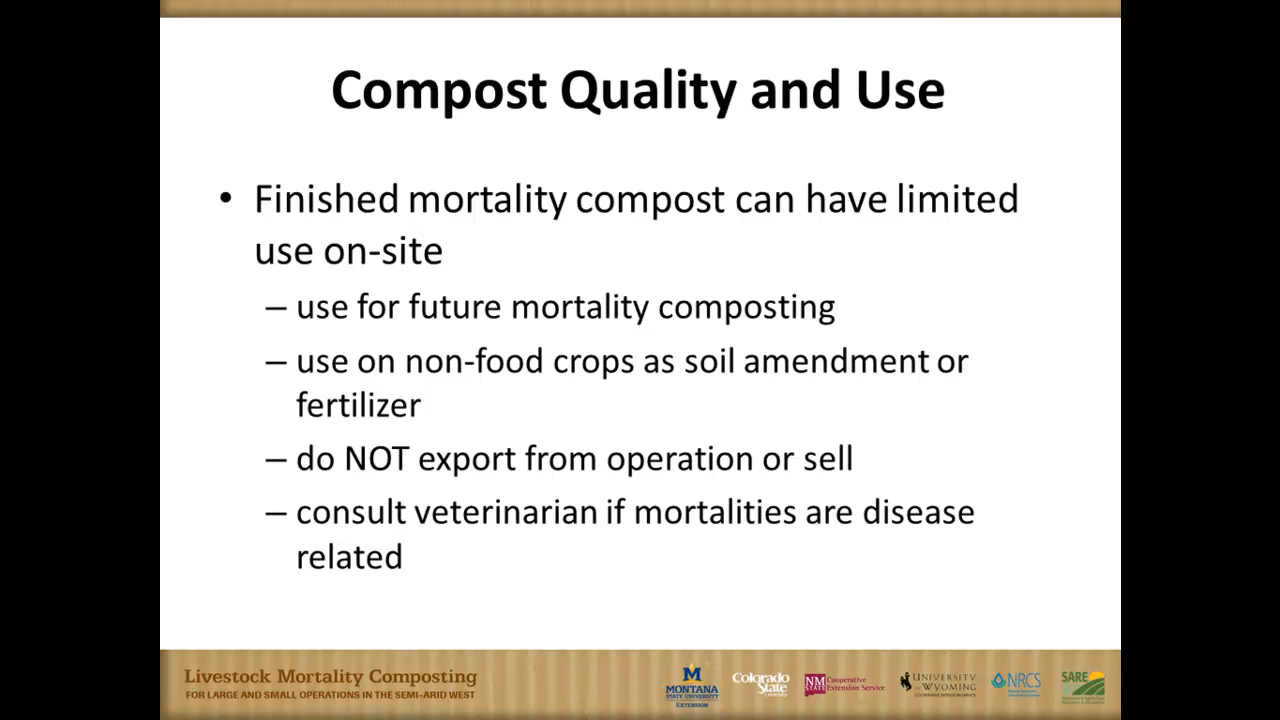 Compost Quality and Use
• Finished mortality compost can have limited
use on-site
– use for future mortality composting
– use on non-food crops as soil amendment or
fertilizer
– do NOT export from operation or sell
– consult veterinarian if mortalities are disease
related
Livestock Mortality Composting
FOR LARGE AND SMALL OPERATIONS IN THE SEMI-ARID WEST
M
MONTANA
STATE UNIVERSITY
EXTENSION
Colorado
State
NM
STATE
Cooperative
Extension Service
UNIVERSITY
OF WYOMING
NRCS
SARE